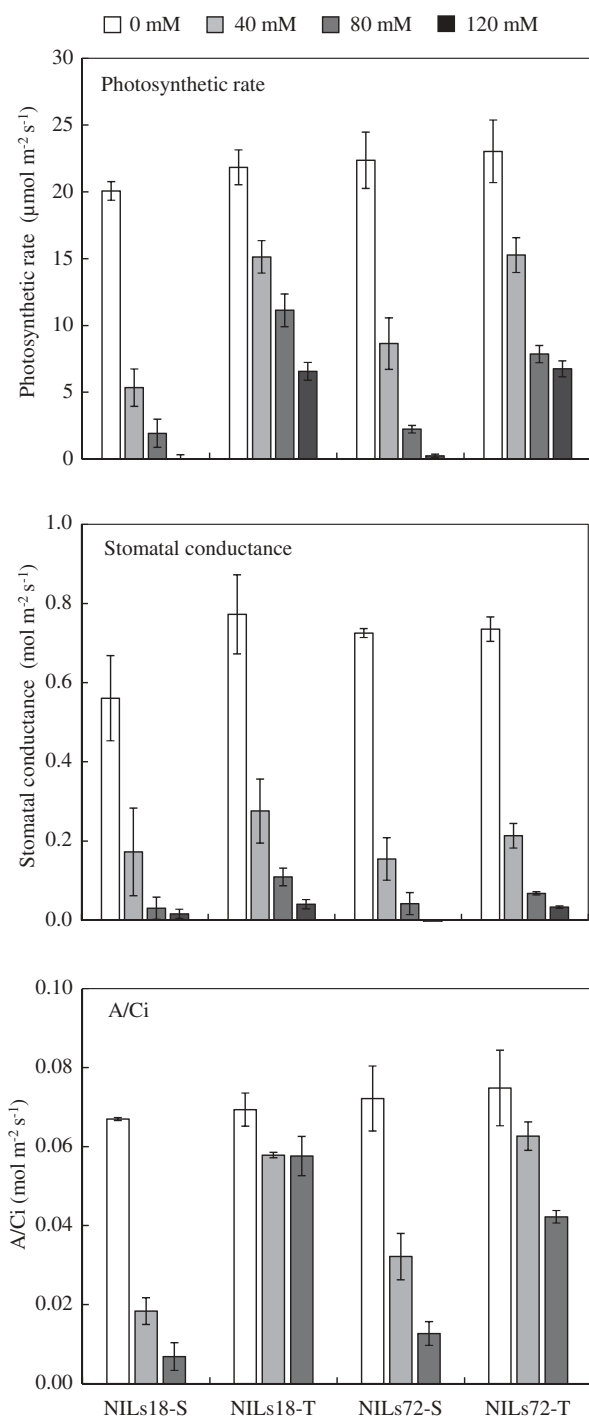 0 mM 40 mM 80 mM 120 mM
Photosynthetic rate
Photosynthetic rate (µmol m-2 s-1)
30
25
20
15
10
5
0
Stomatal conductance
Stomatal conductance (mol m-2 s-1)
1.0
0.8
0.6
0.4
0.2
0.0
A/Ci
A/Ci (mol m-2 s-1)
0.10
0.08
0.06
0.04
0.02
0.00
NILs18-S NILs18-T NILs72-S NILs72-T